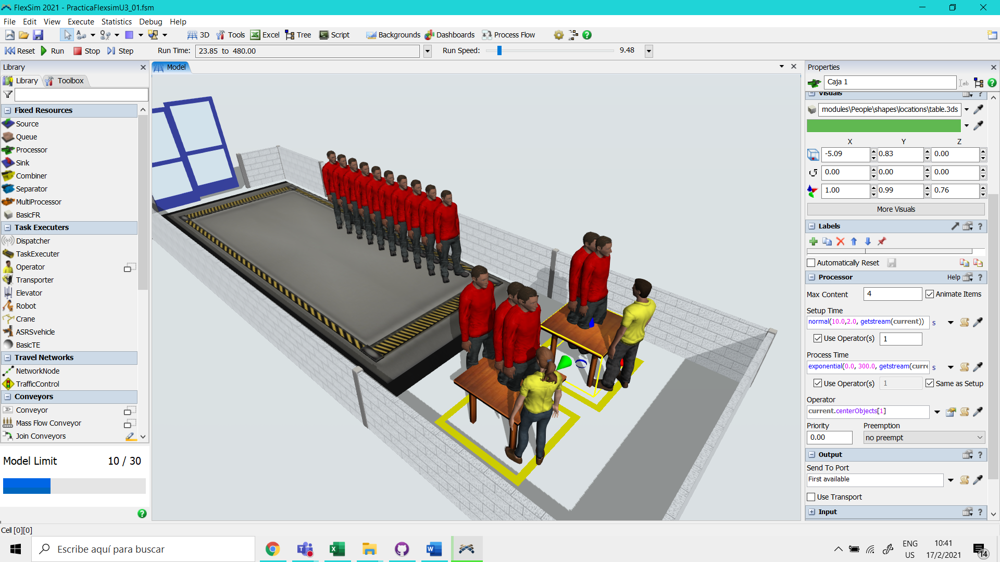 FlexSim 2021 - PracticaFlexsimU3_01.fsm
File Edit View Execute Statistics Debug Help
3D Tools Excel Tree Script Backgrounds Dashboards Process Flow
Reset Run Stop Step Run Time: 23.85 to 480.00 Run Speed: 9.48
Library
Library Toolbox
Fixed Resources
Source
Queue
Processor
Sink
Combiner
Separator
MultiProcessor
BasicFR
Task Executers
Dispatcher
TaskExecuter
Operator
Transporter
Elevator
Robot
Crane
ASRSvehicle
BasicTE
Travel Networks
NetworkNode
TrafficControl
Conveyors
Conveyor
Mass Flow Conveyor
Join Conveyors
Model Limit 10 / 30
Model
Properties
Caja 1
Visuals
modules\People\shapes\locations\table.3ds
X Y Z
-5.09 0.83 0.00
0.00 0.00 0.00
1.00 0.99 0.76
More Visuals
Labels
Automatically Reset
Processor Help
Max Content 4 Animate Items
Setup Time
normal(10.0,2.0, getstream(current)) s
Use Operator(s) 1
Process Time
exponential(0.0, 300.0, getstream(curre s
Use Operator(s) 1 Same as Setup
Operator
current.centerObjects[1]
Priority Preemption
0.00 no preempt
Output
Send To Port
First available
Use Transport
Input
Cell [0][0]
Escribe aquí para buscar
ENG
US
10:41
17/2/2021
14